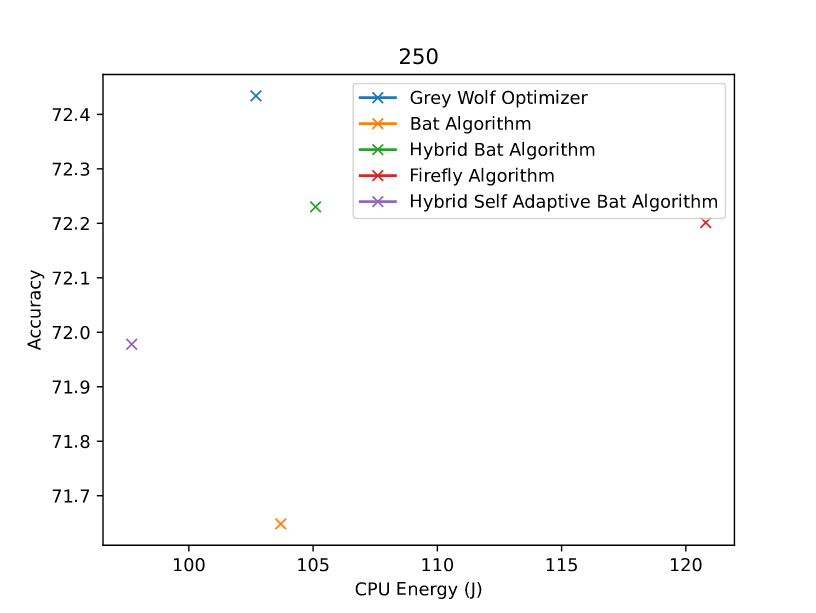 250
Grey Wolf Optimizer
Bat Algorithm
Hybrid Bat Algorithm
Firefly Algorithm
Hybrid Self Adaptive Bat Algorithm
72.4
72.3
72.2
72.1
72.0
71.9
71.8
71.7
Accuracy
100 105 110 115 120
CPU Energy (J)